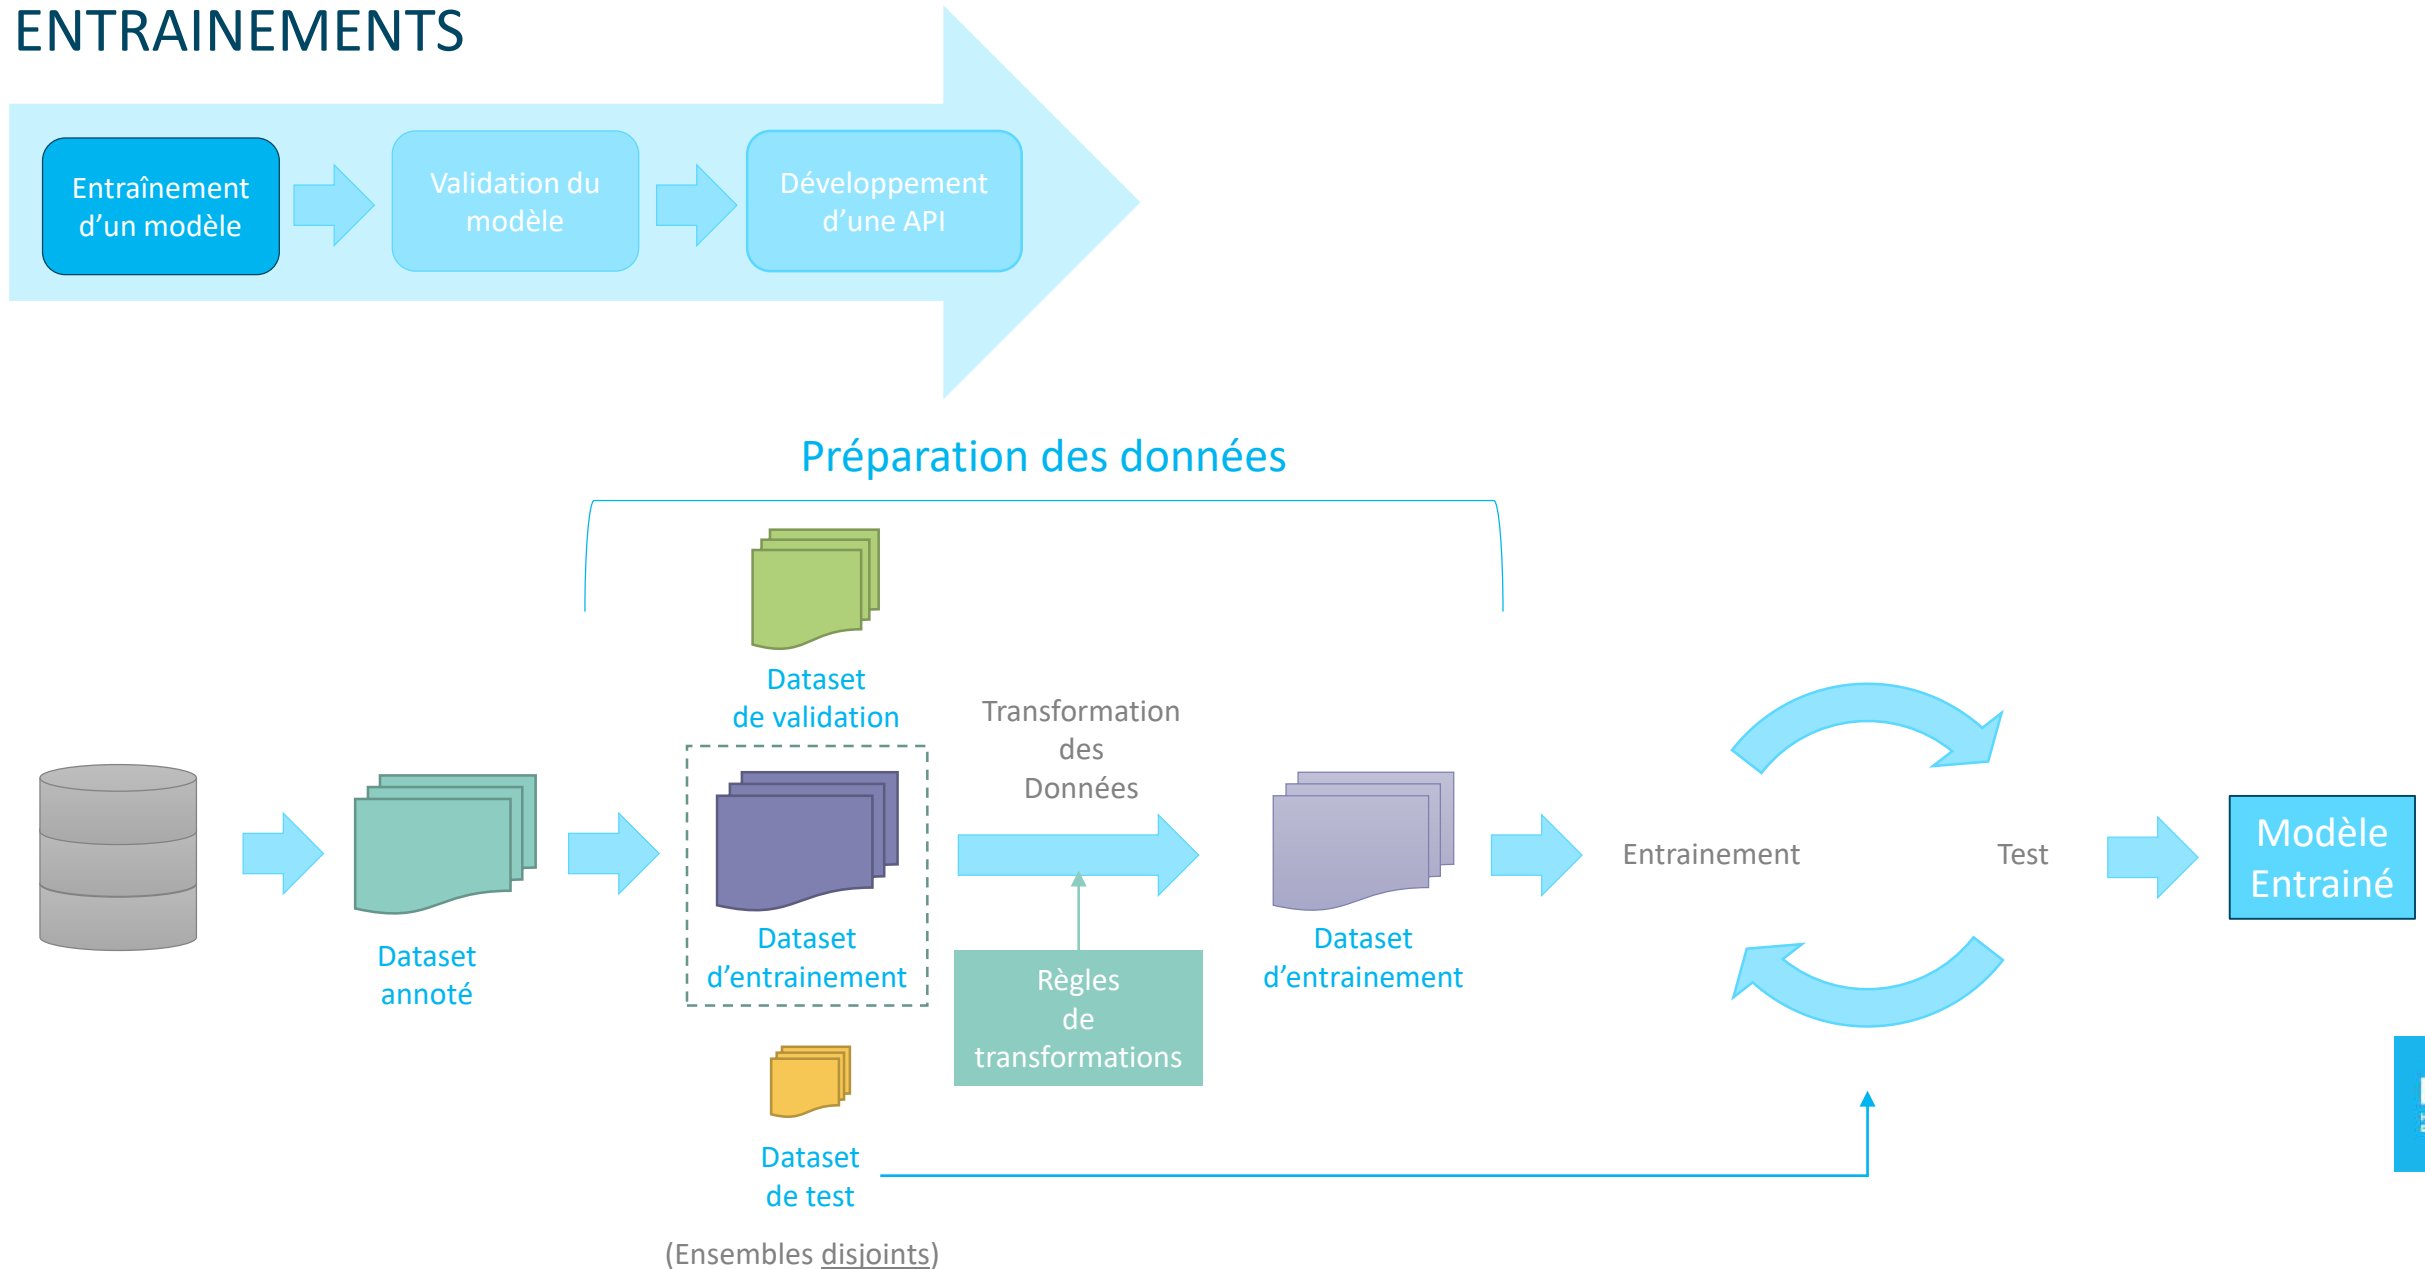 ENTRAINEMENTS
Entraînement
d’un modèle
Validation du
modèle
Développement
d’une API
Préparation des données
Dataset
de validation
Transformation
des
Données
Entrainement
Test
Modèle
Entrainé
Dataset
annoté
Dataset
d’entrainement
Dataset
d’entrainement
Règles
de
transformations
Dataset
de test
(Ensembles disjoints)